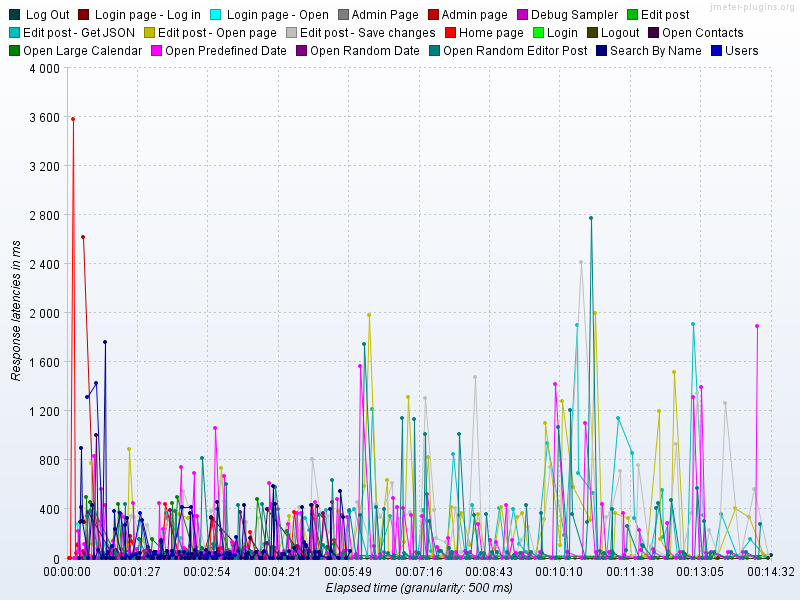 jmeter-plugins.org
Log Out Login page - Log in Login page - Open Admin Page Admin page Debug Sampler Edit post
Edit post - Get JSON Edit post - Open page Edit post - Save changes Home page Login Logout Open Contacts
Open Large Calendar Open Predefined Date Open Random Date Open Random Editor Post Search By Name Users
4 000
3 600
3 200
2 800
2 400
2 000
1 600
1 200
800
400
0
Response latencies in ms
00:00:00 00:01:27 00:02:54 00:04:21 00:05:49 00:07:16 00:08:43 00:10:10 00:11:38 00:13:05 00:14:32
Elapsed time (granularity: 500 ms)